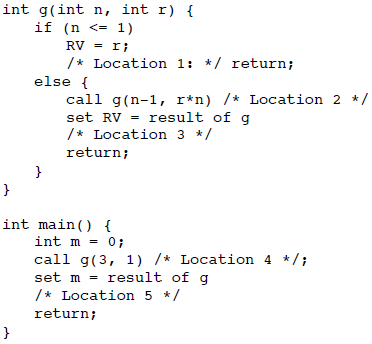 int g(int n, int r) {
    if (n <= 1)
        RV = r;
        /* Location 1: */ return;
    else {
        call g(n-1, r*n) /* Location 2 */
        set RV = result of g
        /* Location 3 */
        return;
    }
}

int main() {
    int m = 0;
    call g(3, 1) /* Location 4 */;
    set m = result of g
    /* Location 5 */
    return;
}